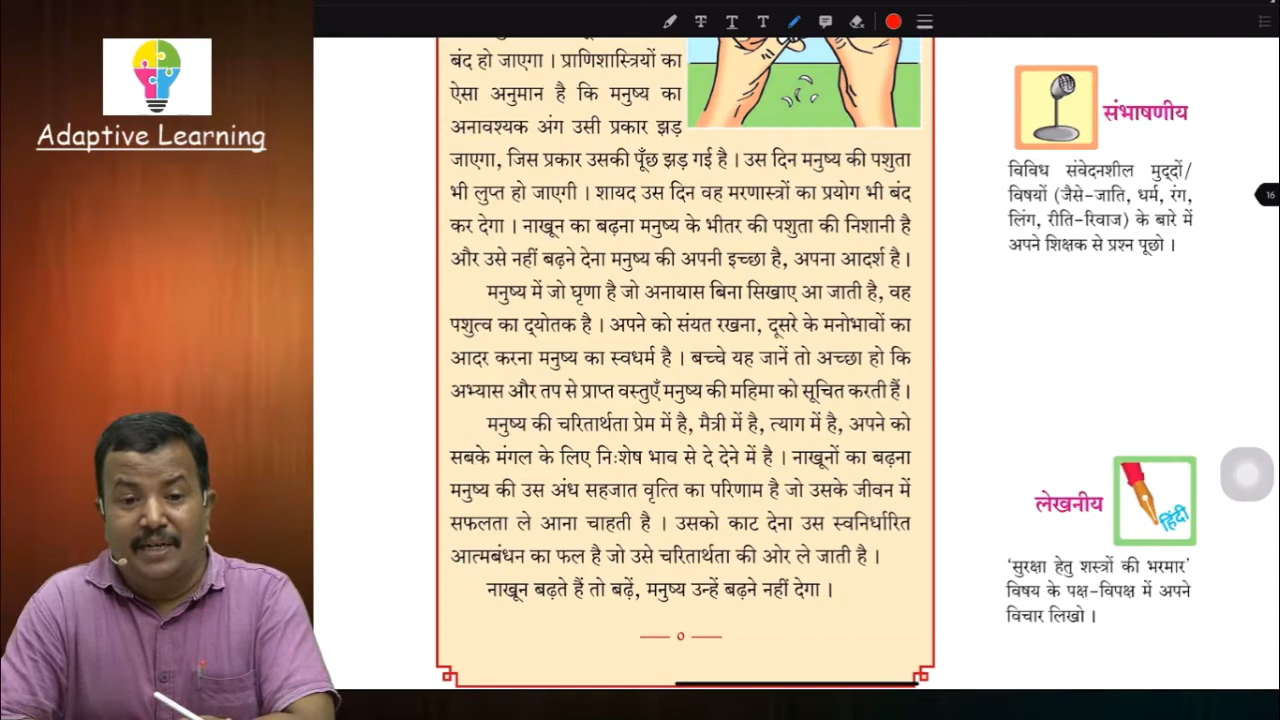 Adaptive Learning
बंद हो जाएगा । प्राणिशास्त्रियों का
ऐसा अनुमान है कि मनुष्य का
अनावश्यक अंग उसी प्रकार झड़
जाएगा, जिस प्रकार उसकी पूँछ झड़ गई है । उस दिन मनुष्य की पशुता
भी लुप्त हो जाएगी । शायद उस दिन वह मरणास्त्रों का प्रयोग भी बंद
कर देगा । नाखून का बढ़ना मनुष्य के भीतर की पशुता की निशानी है
और उसे नहीं बढ़ने देना मनुष्य की अपनी इच्छा है, अपना आदर्श है ।
मनुष्य में जो घृणा है जो अनायास बिना सिखाए आ जाती है, वह
पशुत्व का द्‌योतक है । अपने को संयत रखना, दूसरे के मनोभावों का
आदर करना मनुष्य का स्वधर्म है । बच्चे यह जानें तो अच्छा हो कि
अभ्यास और तप से प्राप्त वस्तुएँ मनुष्य की महिमा को सूचित करती हैं ।
मनुष्य की चरितार्थता प्रेम में है, मैत्री में है, त्याग में है, अपने को
सबके मंगल के लिए निःशेष भाव से दे देने में है । नाखूनों का बढ़ना
मनुष्य की उस अंध सहजात वृत्ति का परिणाम है जो उसके जीवन में
सफलता ले आना चाहती है । उसको काट देना उस स्वनिर्धारित
आत्मबंधन का फल है जो उसे चरितार्थता की ओर ले जाती है ।
नाखून बढ़ते हैं तो बढ़ें, मनुष्य उन्हें बढ़ने नहीं देगा ।
—— ० ——
संभाषणीय
विविध संवेदनशील मुद्‌दों/
विषयों (जैसे-जाति, धर्म, रंग,
लिंग, रीति-रिवाज) के बारे में
अपने शिक्षक से प्रश्न पूछो ।
16
लेखनीय
हिंदी
‘सुरक्षा हेतु शस्त्रों की भरमार’
विषय के पक्ष-विपक्ष में अपने
विचार लिखो ।